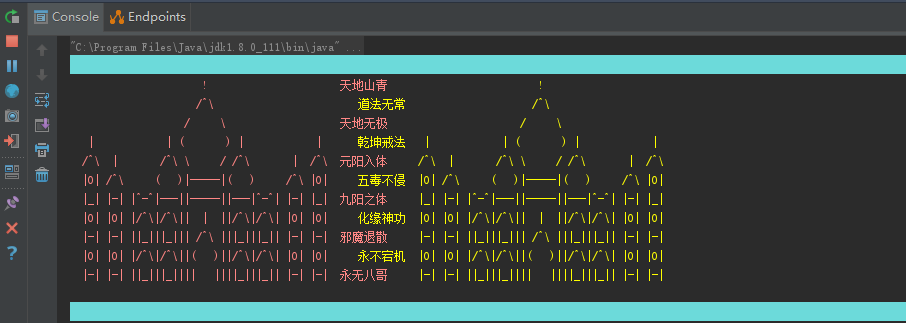 Console Endpoints
"C:\Program Files\Java\jdk1.8.0_111\bin\java" ...
天地山青
道法无常
天地无极
乾坤戒法
元阳入体
五毒不侵
九阳之体
化缘神功
邪魔退散
永不宕机
永无八哥